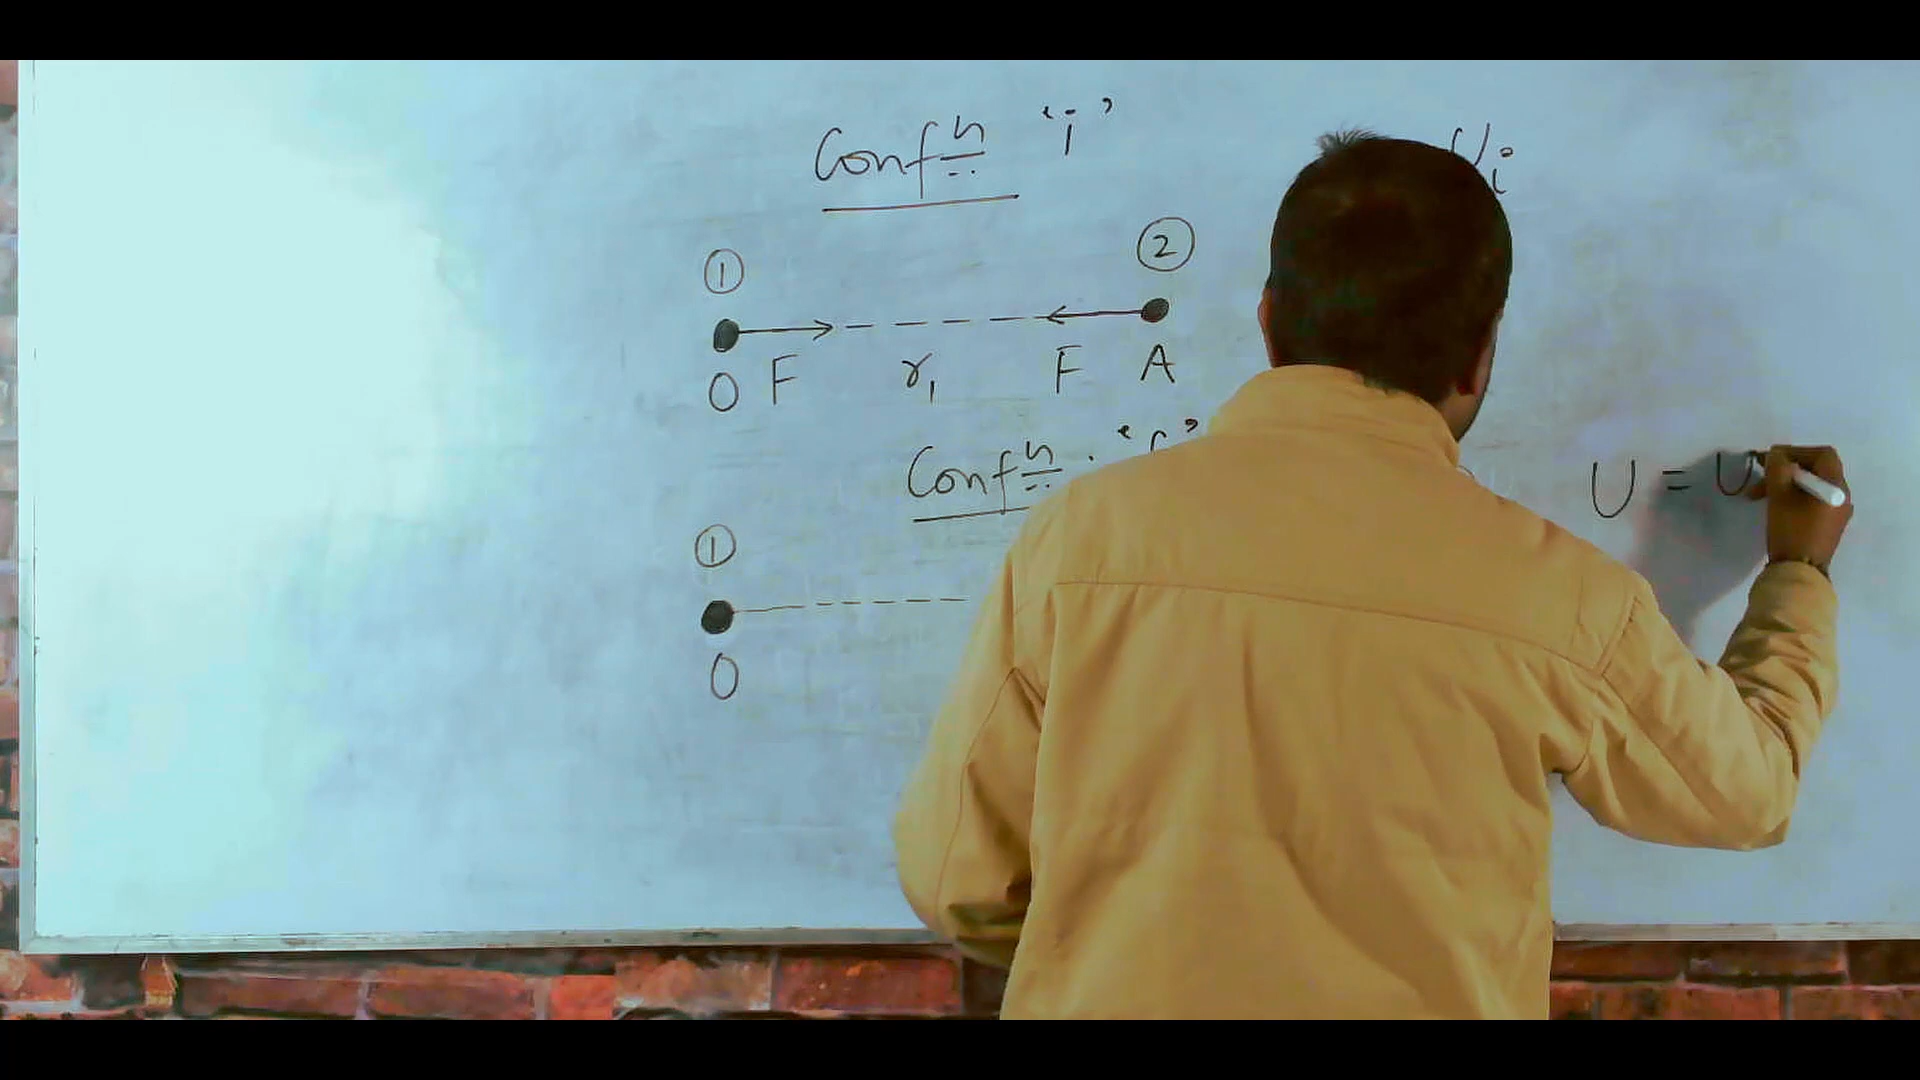 Confn 'i' Ui
① ②
O F r₁ F A
Confn 'f'
U = U
①
O